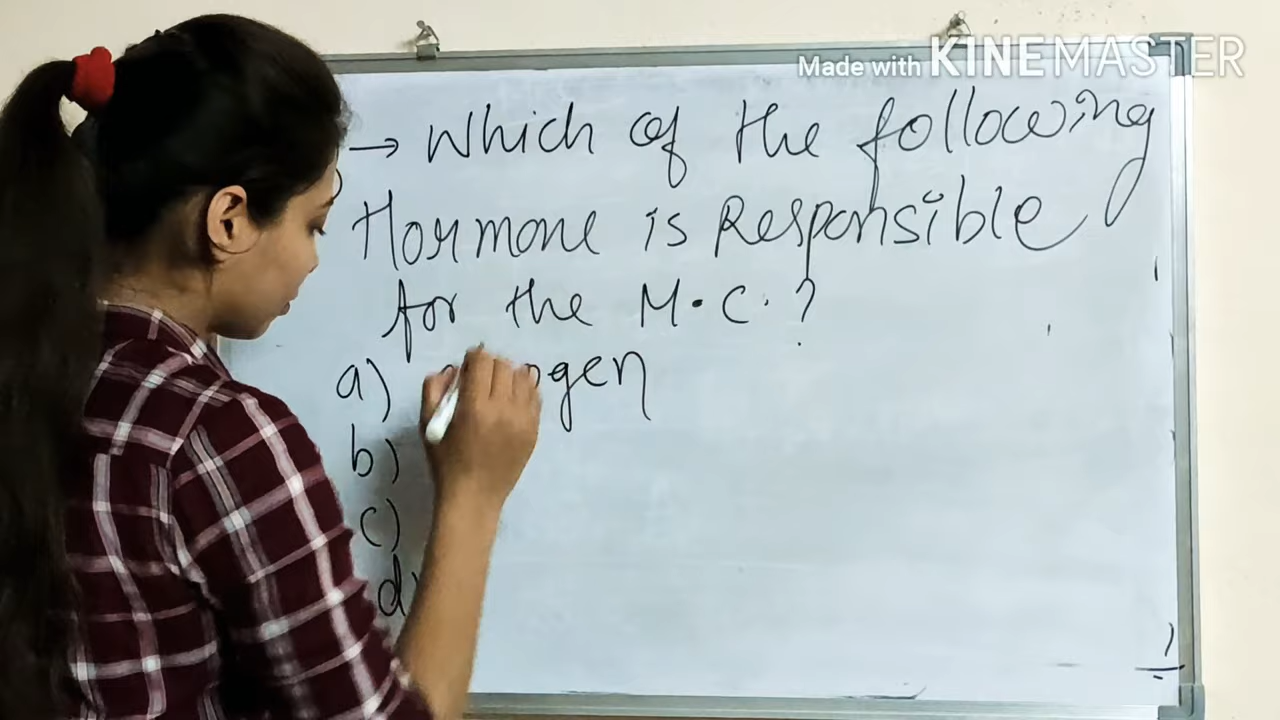 Made with KINEMASTER
→ Which of the following
Hormone is Responsible
for the M.C.?
a)
b)
c)
d)